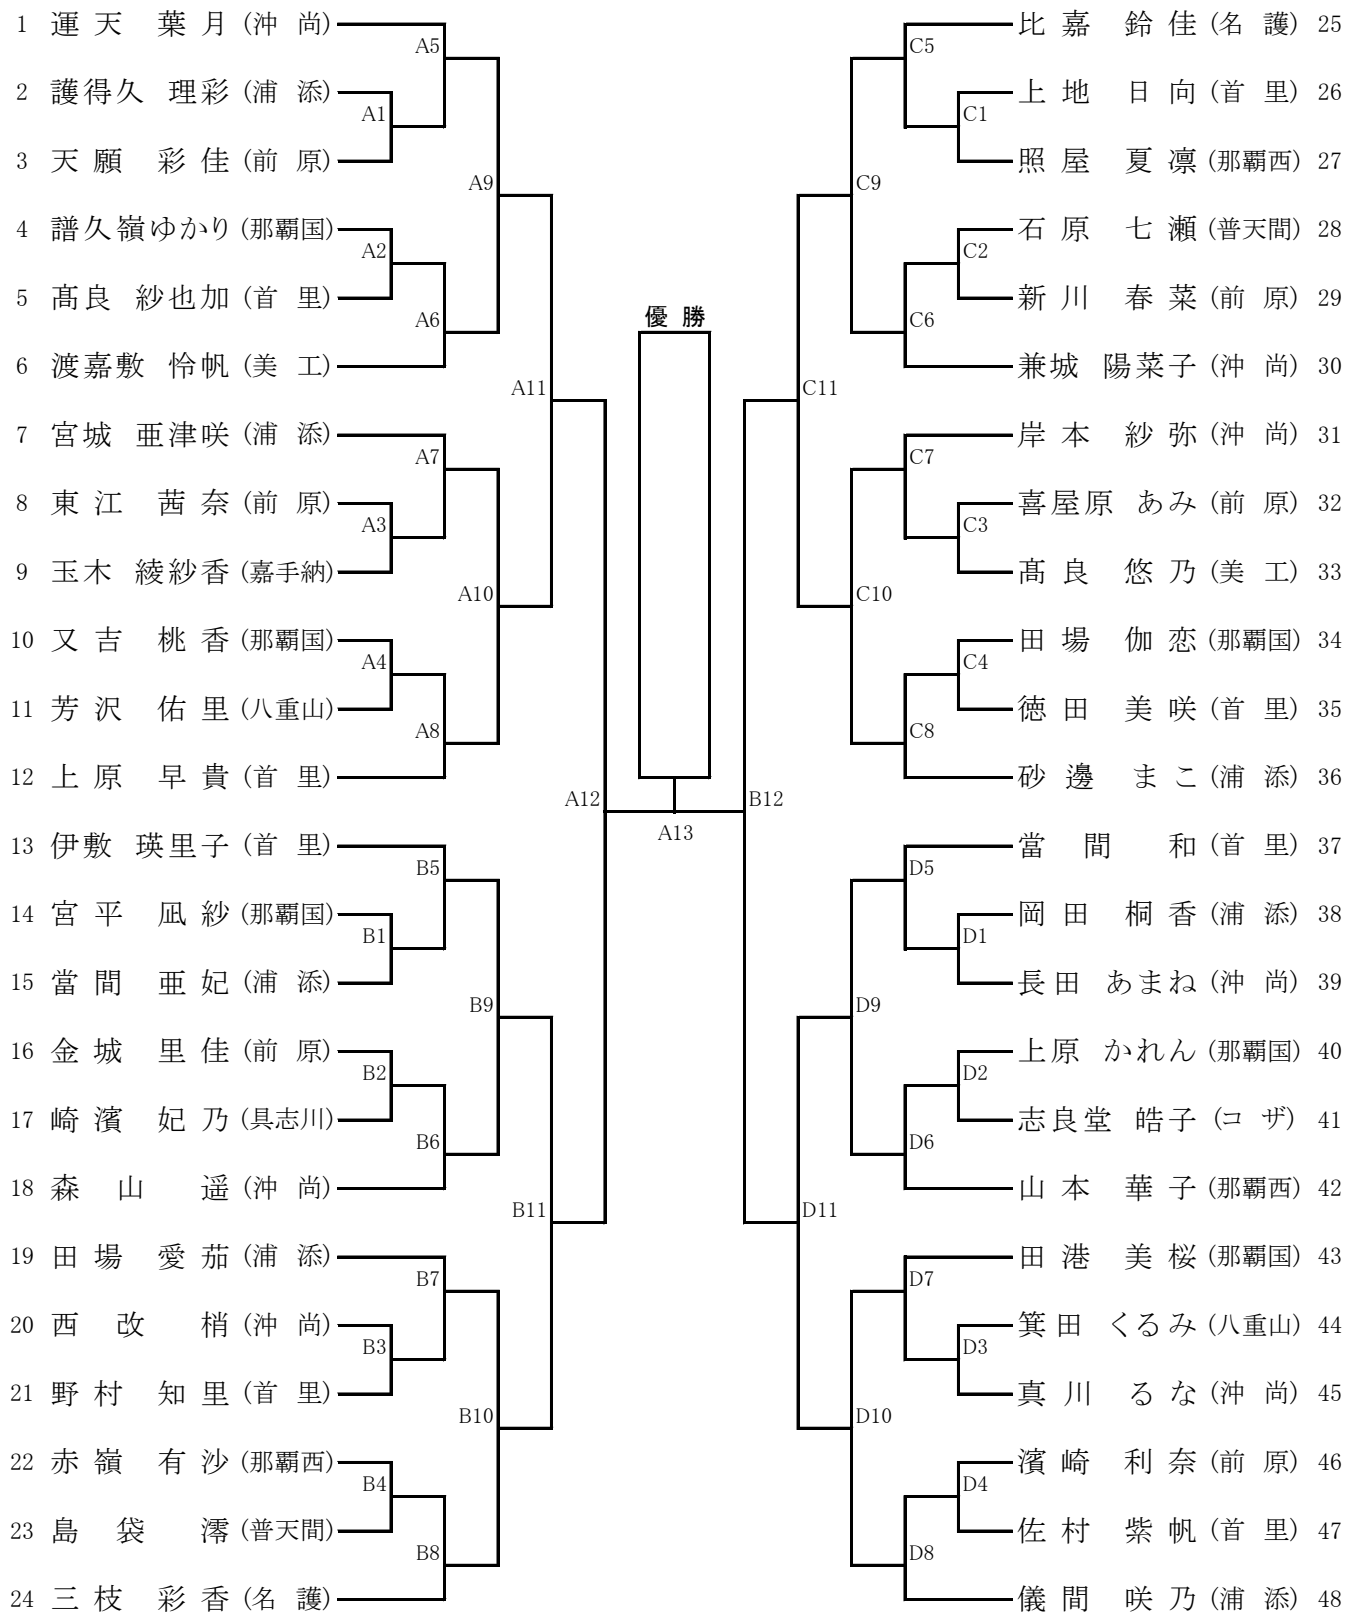 1 運天 葉月 (沖 尚)
A5
2 護得久 理彩 (浦 添)
A1
3 天願 彩佳 (前 原)
A9
4 譜久嶺ゆかり (那覇国)
A2
5 髙良 紗也加 (首 里)
A6
6 渡嘉敷 怜帆 (美 工)
A11
7 宮城 亜津咲 (浦 添)
A7
8 東江 茜奈 (前 原)
A3
9 玉木 綾紗香 (嘉手納)
A10
10 又吉 桃香 (那覇国)
A4
11 芳沢 佑里 (八重山)
A8
12 上原 早貴 (首 里)
A12
13 伊敷 瑛里子 (首 里)
B5
14 宮平 凪紗 (那覇国)
B1
15 當間 亜妃 (浦 添)
B9
16 金城 里佳 (前 原)
B2
17 崎濱 妃乃 (具志川)
B6
18 森山 遥 (沖 尚)
B11
19 田場 愛茄 (浦 添)
B7
20 西改 梢 (沖 尚)
B3
21 野村 知里 (首 里)
B10
22 赤嶺 有沙 (那覇西)
B4
23 島袋 澪 (普天間)
B8
24 三枝 彩香 (名 護)
優 勝
A13
比嘉 鈴佳 (名 護) 25
C5
上地 日向 (首 里) 26
C1
照屋 夏凛 (那覇西) 27
C9
石原 七瀬 (普天間) 28
C2
新川 春菜 (前 原) 29
C6
兼城 陽菜子 (沖 尚) 30
C11
岸本 紗弥 (沖 尚) 31
C7
喜屋原 あみ (前 原) 32
C3
髙良 悠乃 (美 工) 33
C10
田場 伽恋 (那覇国) 34
C4
徳田 美咲 (首 里) 35
C8
砂邊 まこ (浦 添) 36
B12
當間 和 (首 里) 37
D5
岡田 桐香 (浦 添) 38
D1
長田 あまね (沖 尚) 39
D9
上原 かれん (那覇国) 40
D2
志良堂 皓子 (コ ザ) 41
D6
山本 華子 (那覇西) 42
D11
田港 美桜 (那覇国) 43
D7
箕田 くるみ (八重山) 44
D3
真川 るな (沖 尚) 45
D10
濱崎 利奈 (前 原) 46
D4
佐村 紫帆 (首 里) 47
D8
儀間 咲乃 (浦 添) 48